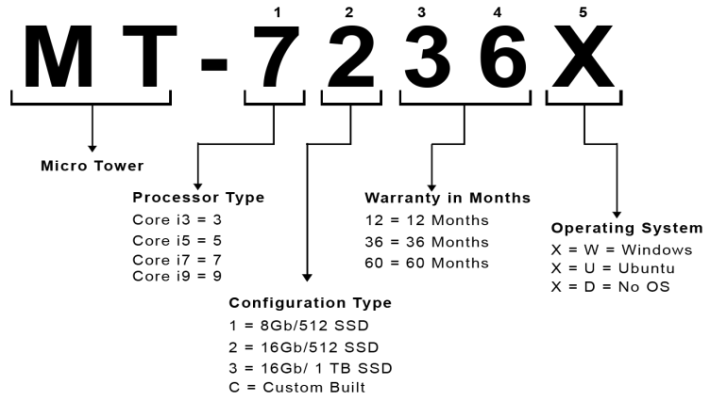 1 2 3 4 5
MT-7236X
Micro Tower
Processor Type
Core i3 = 3
Core i5 = 5
Core i7 = 7
Core i9 = 9
Configuration Type
1 = 8Gb/512 SSD
2 = 16Gb/512 SSD
3 = 16Gb/ 1 TB SSD
C = Custom Built
Warranty in Months
12 = 12 Months
36 = 36 Months
60 = 60 Months
Operating System
X = W = Windows
X = U = Ubuntu
X = D = No OS